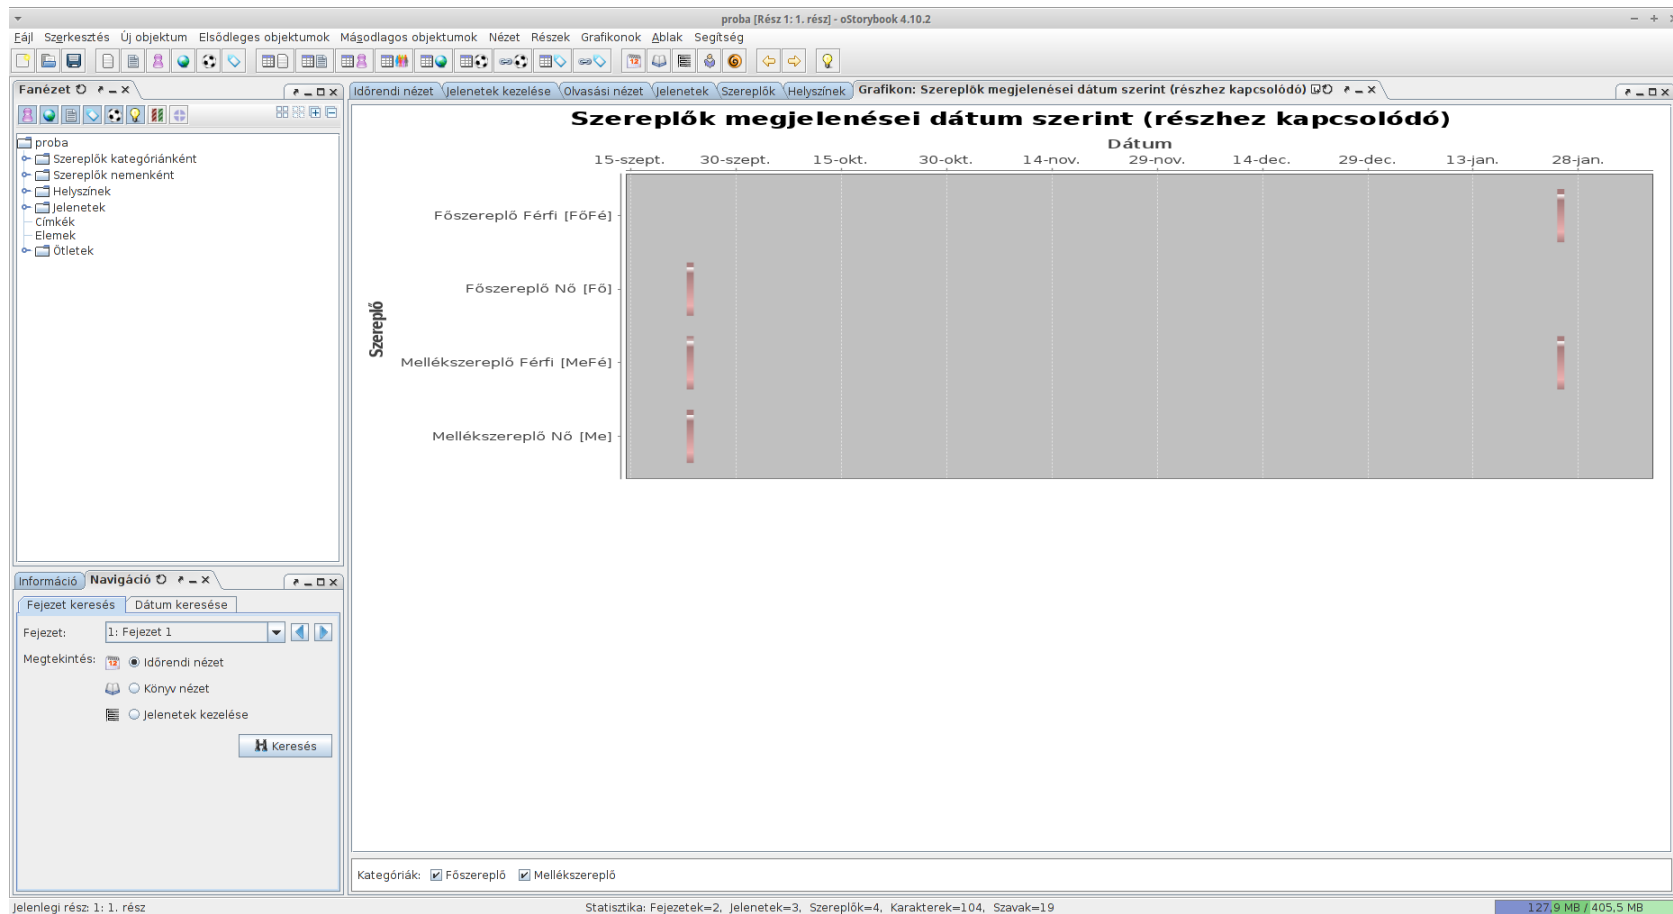 proba [Rész 1: 1. rész] - oStorybook 4.10.2
Fájl Szerkesztés Új objektum Elsődleges objektumok Másodlagos objektumok Nézet Részek Grafikonok Ablak Segítség
Fanézet
proba
Szereplők kategóriánként
Szereplők nemenként
Helyszínek
Jelenetek
Címkék
Elemek
Ötletek
Időrendi nézet Jelenetek kezelése Olvasási nézet Jelenetek Szereplők Helyszínek Grafikon: Szereplők megjelenései dátum szerint (részhez kapcsolódó)
Szereplők megjelenései dátum szerint (részhez kapcsolódó)
Dátum
15-szept. 30-szept. 15-okt. 30-okt. 14-nov. 29-nov. 14-dec. 29-dec. 13-jan. 28-jan.
Szereplő
Főszereplő Férfi [FőFé]
Főszereplő Nő [Fő]
Mellékszereplő Férfi [MeFé]
Mellékszereplő Nő [Me]
Információ Navigáció
Fejezet keresés Dátum keresése
Fejezet: 1: Fejezet 1
Megtekintés: 12 Időrendi nézet
Könyv nézet
Jelenetek kezelése
Keresés
Kategóriák: Főszereplő Mellékszereplő
Jelenlegi rész: 1: 1. rész
Statisztika: Fejezetek=2, Jelenetek=3, Szereplők=4, Karakterek=104, Szavak=19
127,9 MB / 405,5 MB